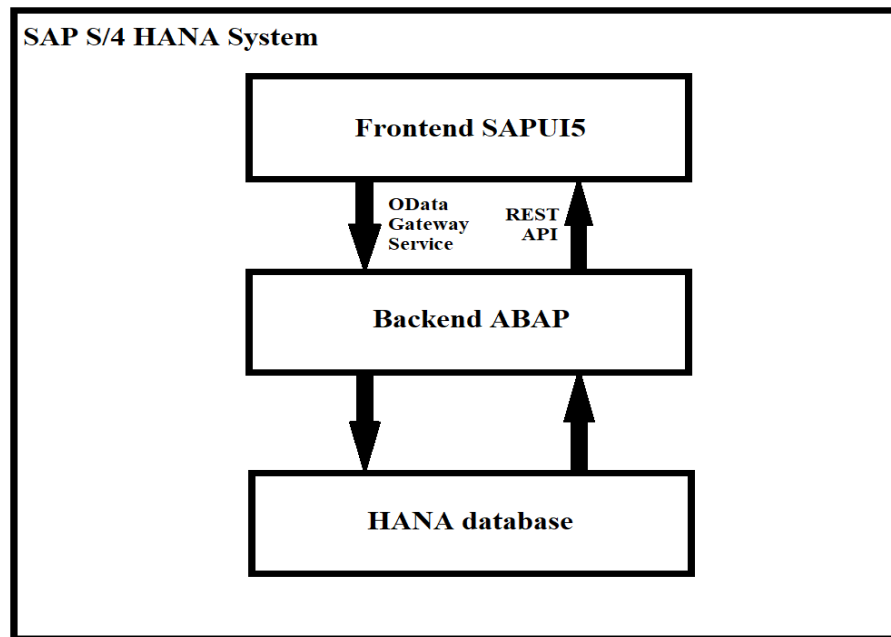 SAP S/4 HANA System
Frontend SAPUI5
OData
Gateway
Service
REST
API
Backend ABAP
HANA database